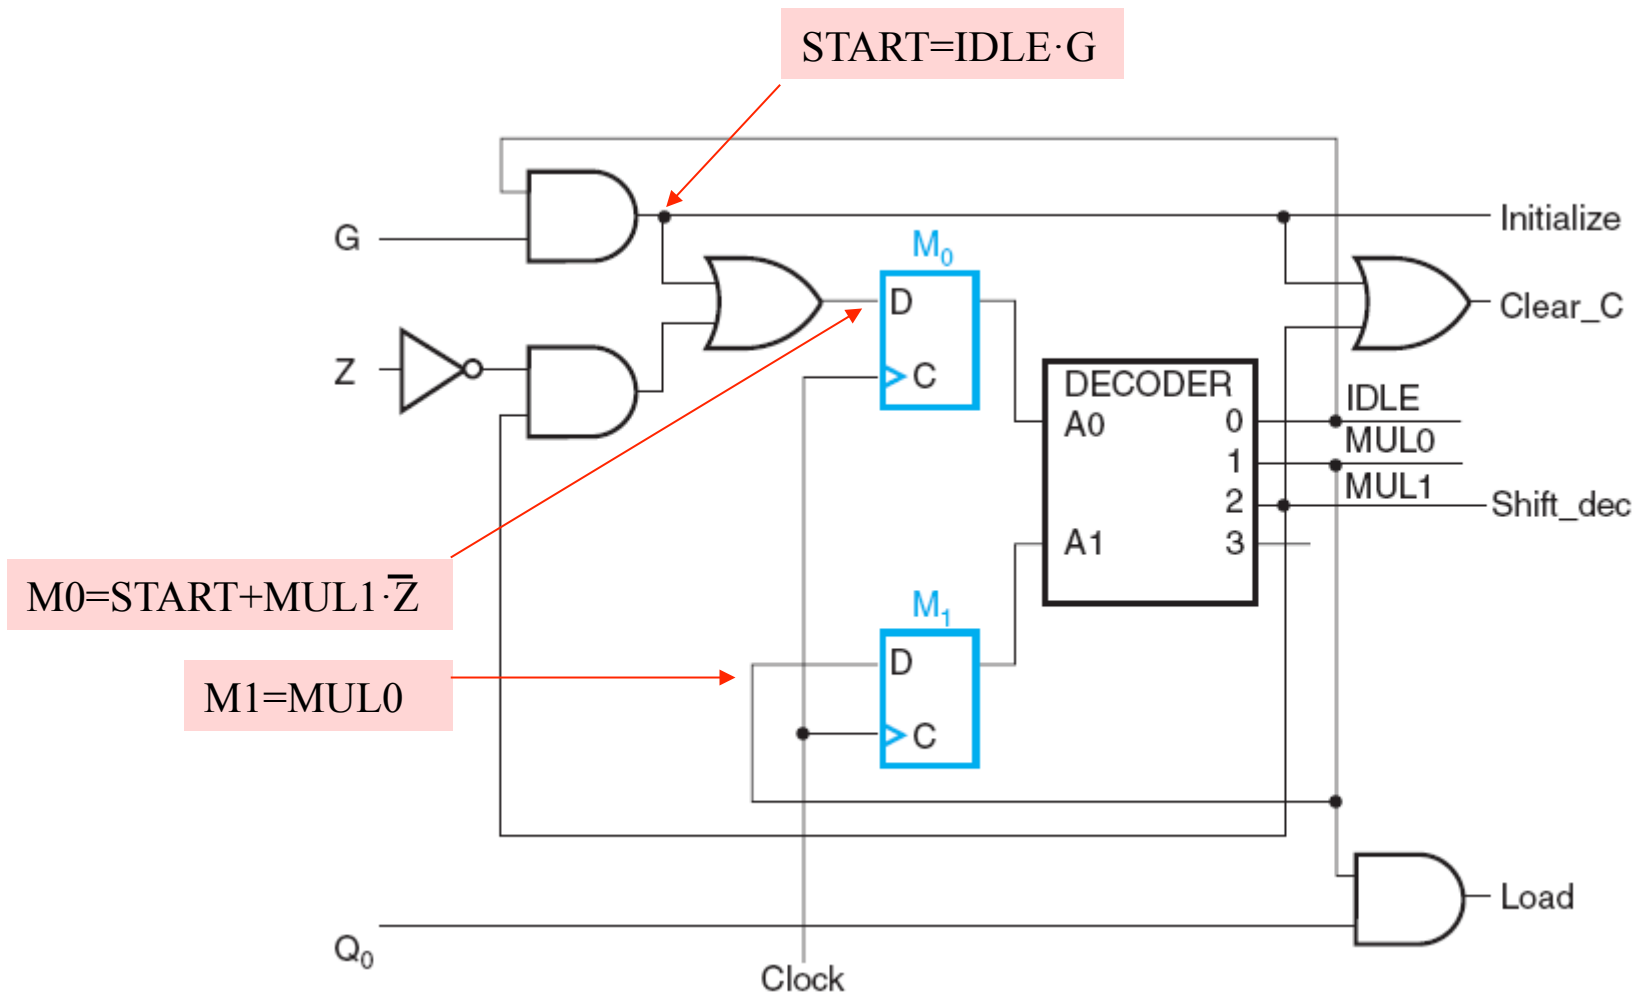 START=IDLE·G
G
Initialize
M₀
D
Clear_C
Z
C
DECODER
IDLE
A0
0
MUL0
1
MUL1
2
Shift_dec
A1
3
M0=START+MUL1·Z̅
M₁
D
M1=MUL0
C
Load
Q₀
Clock